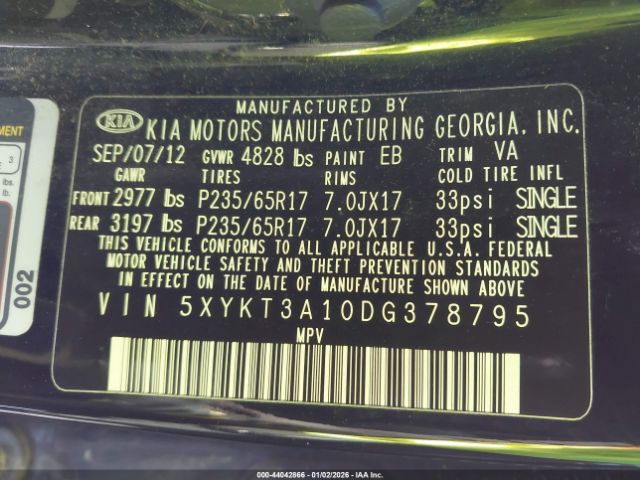 MANUFACTURED BY
KIA KIA MOTORS MANUFACTURING GEORGIA, INC.
SEP/07/12 GVWR 4828 lbs PAINT EB TRIM VA
GAWR TIRES RIMS COLD TIRE INFL
FRONT 2977 lbs P235/65R17 7.0JX17 33psi SINGLE
REAR 3197 lbs P235/65R17 7.0JX17 33psi SINGLE
THIS VEHICLE CONFORMS TO ALL APPLICABLE U.S.A. FEDERAL
MOTOR VEHICLE SAFETY AND THEFT PREVENTION STANDARDS
IN EFFECT ON THE DATE OF MANUFACTURE SHOWN ABOVE.
VIN 5XYKT3A10DG378795
MPV
MENT
3
lbs.
lbs.
002
000-44042866 - 01/02/2026 - IAA Inc.